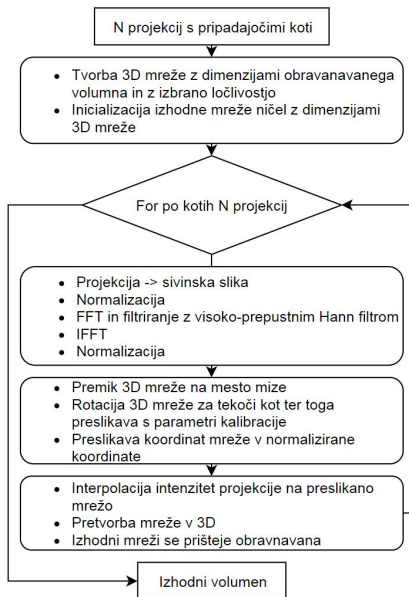 N projekcij s pripadajočimi koti
Tvorba 3D mreže z dimenzijami obravanavanega
volumna in z izbrano ločlivostjo
Inicializacija izhodne mreže ničel z dimenzijami
3D mreže
For po kotih N projekcij
Projekcija -> sivinska slika
Normalizacija
FFT in filtriranje z visoko-prepustnim Hann filtrom
IFFT
Normalizacija
Premik 3D mreže na mesto mize
Rotacija 3D mreže za tekoči kot ter toga
preslikava s parametri kalibracije
Preslikava koordinat mreže v normalizirane
koordinate
Interpolacija intenzitet projekcije na preslikano
mrežo
Pretvorba mreže v 3D
Izhodni mreži se prišteje obravnavana
Izhodni volumen